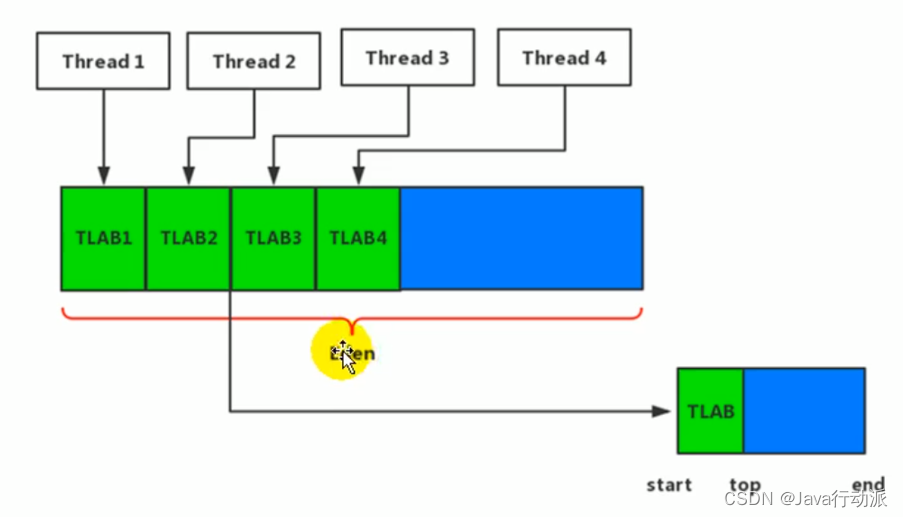 Thread 1
Thread 2
Thread 3
Thread 4
TLAB1
TLAB2
TLAB3
TLAB4
TLAB
start
top
end
CSDN @Java行动派